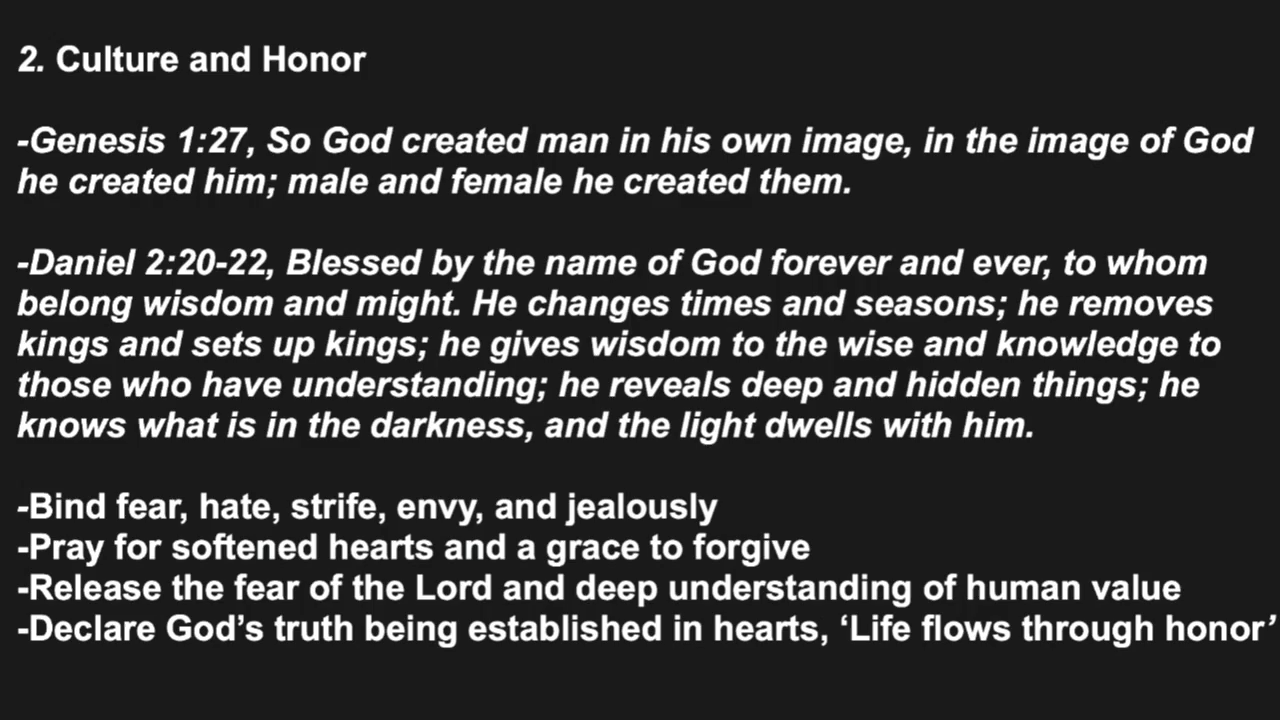 2. Culture and Honor
-Genesis 1:27, So God created man in his own image, in the image of God
he created him; male and female he created them.
-Daniel 2:20-22, Blessed by the name of God forever and ever, to whom
belong wisdom and might. He changes times and seasons; he removes
kings and sets up kings; he gives wisdom to the wise and knowledge to
those who have understanding; he reveals deep and hidden things; he
knows what is in the darkness, and the light dwells with him.
-Bind fear, hate, strife, envy, and jealously
-Pray for softened hearts and a grace to forgive
-Release the fear of the Lord and deep understanding of human value
-Declare God’s truth being established in hearts, ‘Life flows through honor’